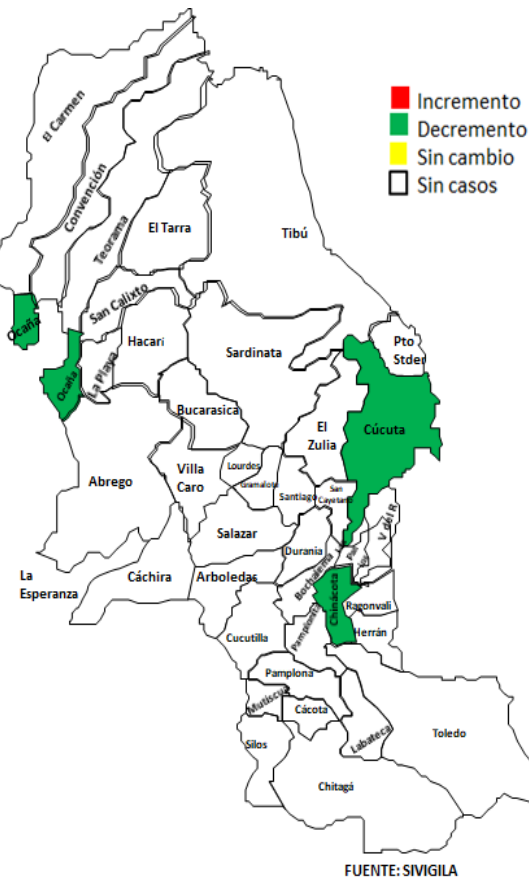 Incremento
Decremento
Sin cambio
Sin casos
El Carmen
Convención
Teorama
El Tarra
Tibú
San Calixto
Ocaña
Ocaña
La Playa
Hacarí
Sardinata
Pto
Stder
Bucarasica
El
Zulia
Cúcuta
Abrego
Villa
Caro
Lourdes
Gramalote
Santiago
San
Cayetano
Salazar
Durania
V del R
La
Esperanza
Cáchira
Arboledas
Bochalema
Chinácota
Ragonvali
Herrán
Cucutilla
Pamplonita
Pamplona
Mutiscu
Cácota
Silos
Labateca
Toledo
Chitagá
FUENTE: SIVIGILA